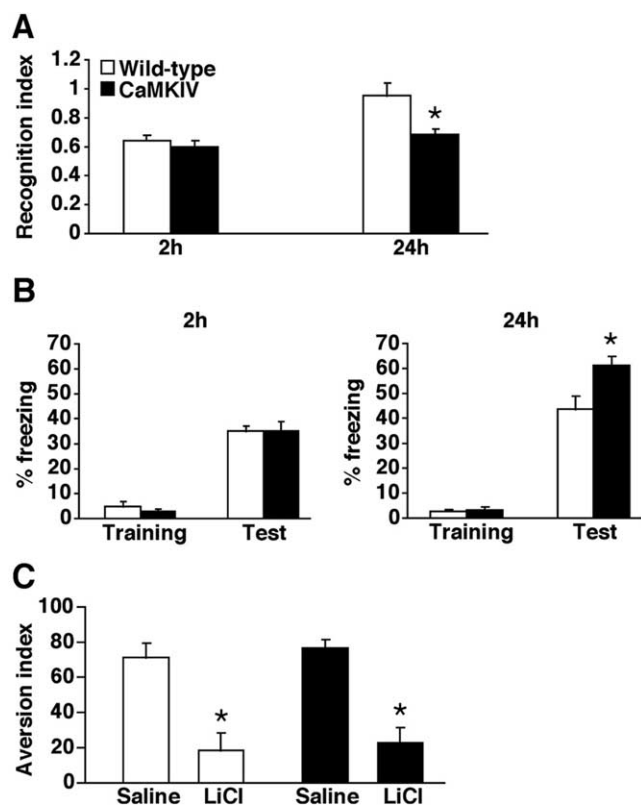 A
Recognition index
Wild-type
CaMKIV
*
1
0.8
0.6
0.4
0.2
0
2h
24h
B
2h
24h
% freezing
70
60
50
40
30
20
10
0
Training
Test
% freezing
70
60
50
40
30
20
10
0
*
Training
Test
C
Aversion index
100
80
60
40
20
0
*
*
Saline
LiCl
Saline
LiCl